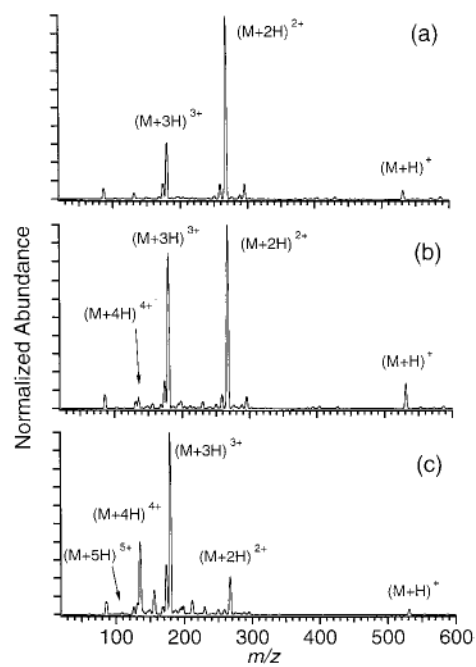 (a)
(M+2H)²⁺
(M+3H)³⁺
(M+H)⁺
(b)
(M+3H)³⁺
(M+2H)²⁺
(M+4H)⁴⁺
(M+H)⁺
Normalized Abundance
(c)
(M+3H)³⁺
(M+4H)⁴⁺
(M+5H)⁵⁺
(M+2H)²⁺
(M+H)⁺
100 200 300 400 500 600
m/z